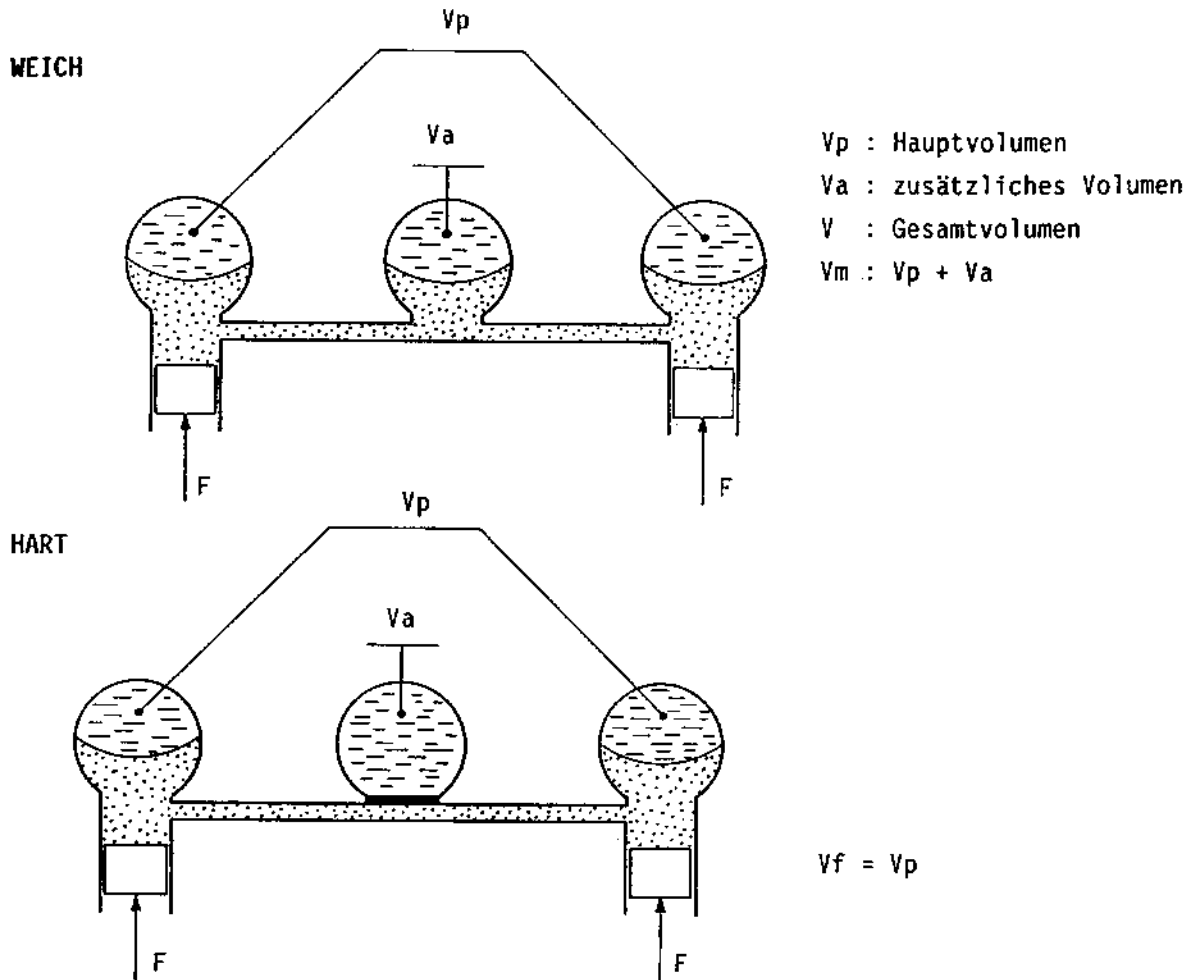 Vp
WEICH
Va
Vp : Hauptvolumen
Va : zusätzliches Volumen
V : Gesamtvolumen
Vm : Vp + Va
F
F
Vp
HART
Va
Vf = Vp
F
F